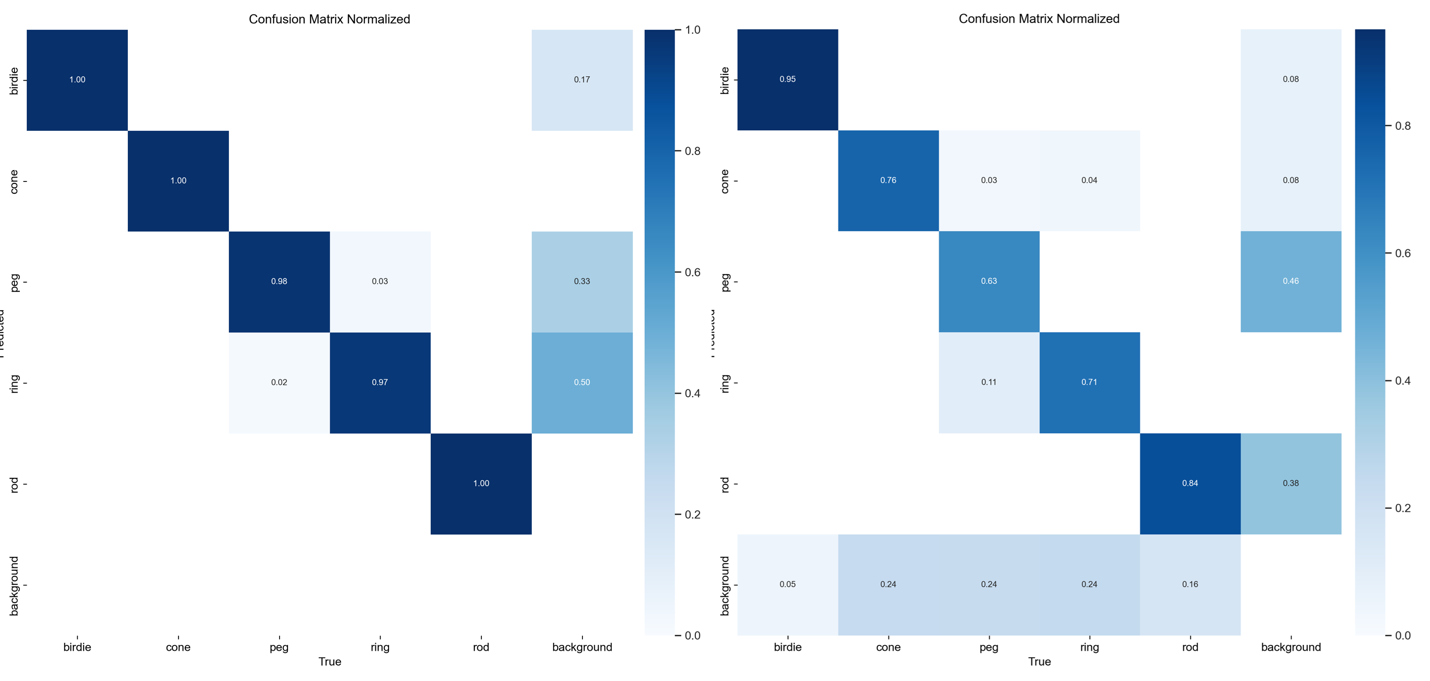 Confusion Matrix Normalized
birdie
cone
peg
ring
rod
background
1.00
0.17
1.00
0.98
0.03
0.33
0.02
0.97
0.50
1.00
birdie cone peg ring rod background
True
1.0
0.8
0.6
0.4
0.2
0.0
Confusion Matrix Normalized
birdie
cone
peg
ring
rod
background
0.95
0.08
0.76
0.03
0.04
0.08
0.63
0.46
0.11
0.71
0.84
0.38
0.05
0.24
0.24
0.24
0.16
birdie cone peg ring rod background
True
0.8
0.6
0.4
0.2
0.0